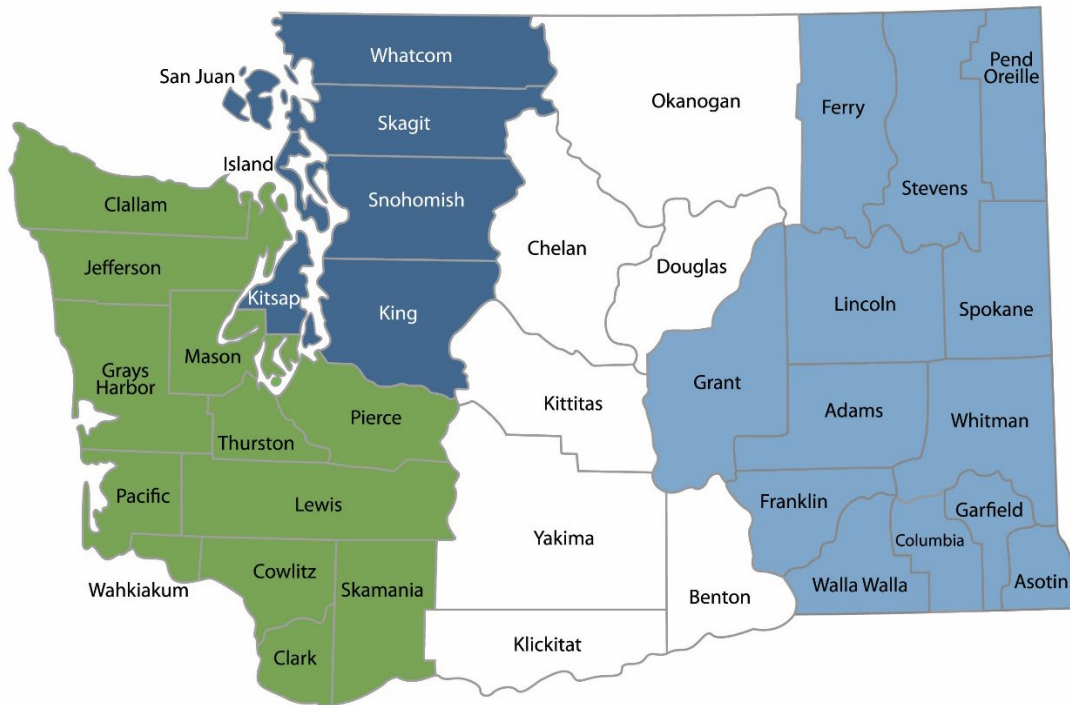 Whatcom
San Juan
Skagit
Okanogan
Ferry
Pend
Oreille
Island
Stevens
Clallam
Snohomish
Chelan
Douglas
Jefferson
Kitsap
King
Lincoln
Spokane
Mason
Grays
Harbor
Grant
Kittitas
Adams
Whitman
Pierce
Thurston
Pacific
Lewis
Franklin
Garfield
Yakima
Columbia
Wahkiakum
Cowlitz
Skamania
Benton
Walla Walla
Asotin
Clark
Klickitat